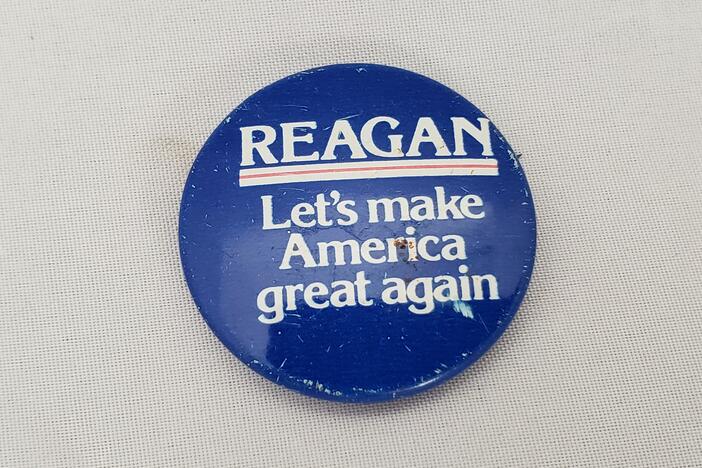 REAGAN
Let's make
America
great again